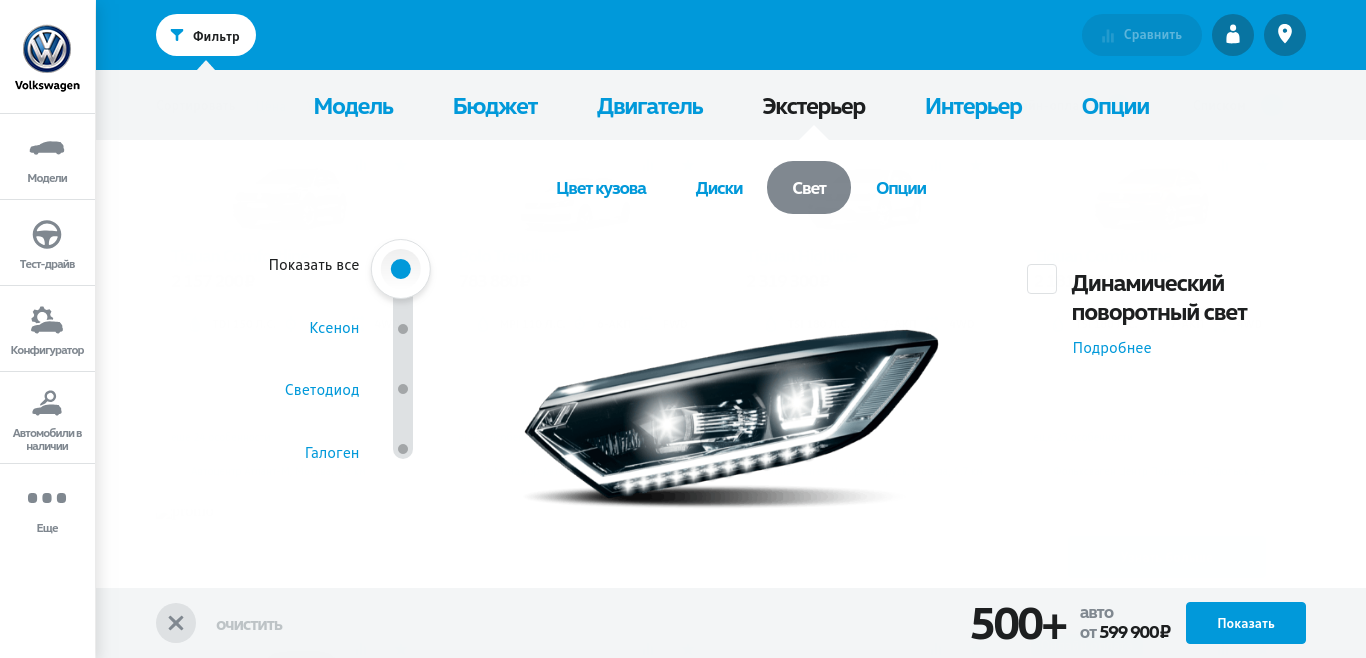 Фильтр
Сравнить
Volkswagen
Модели
Тест-драйв
Конфигуратор
Автомобили в
наличии
Еще
Модель
Бюджет
Двигатель
Экстерьер
Интерьер
Опции
Цвет кузова
Диски
Свет
Опции
Показать все
Ксенон
Светодиод
Галоген
Динамический
поворотный свет
Подробнее
очистить
500+
авто
от 599 900₽
Показать